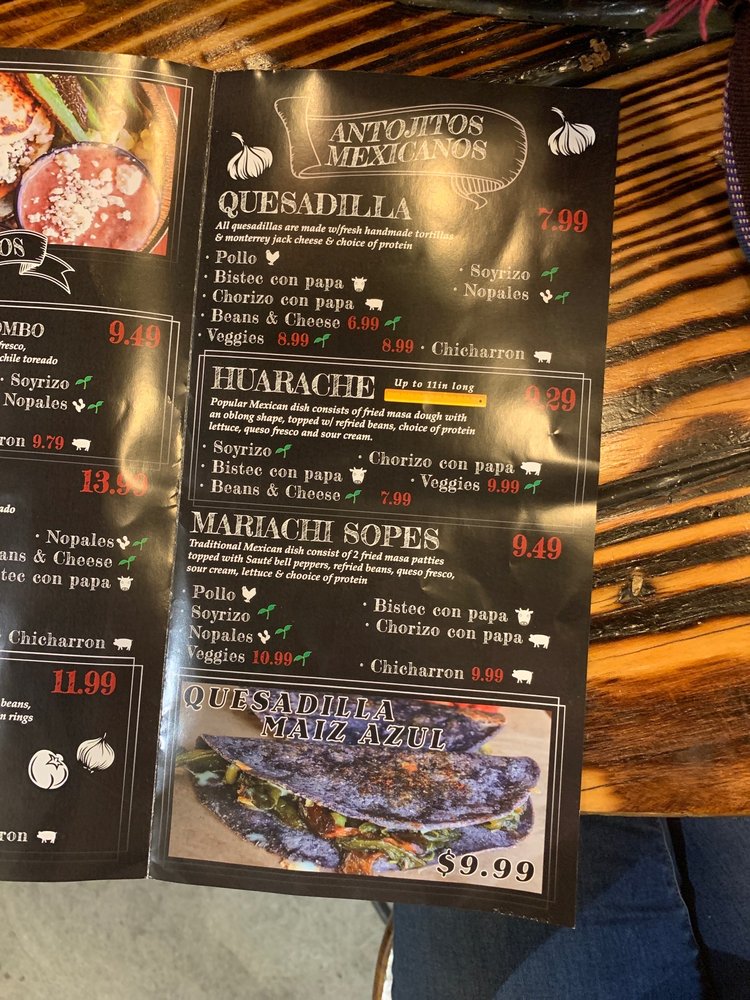 OS
OMBO 9.49
fresco,
chile toreado
· Soyrizo
Nopales
rron 9.79
13.99
ado
· Nopales
ans & Cheese
tec con papa
· Chicharron
11.99
beans,
n rings
ron
ANTOJITOS
MEXICANOS
QUESADILLA 7.99
All quesadillas are made w/fresh handmade tortillas
& monterrey jack cheese & choice of protein
· Pollo
· Bistec con papa
· Chorizo con papa
· Beans & Cheese 6.99
· Veggies 8.99
· Soyrizo
· Nopales
8.99 · Chicharron
HUARACHE Up to 11in long 9.29
Popular Mexican dish consists of fried masa dough with
an oblong shape, topped w/ refried beans, choice of protein
lettuce, queso fresco and sour cream.
· Soyrizo
· Bistec con papa
· Beans & Cheese 7.99
· Chorizo con papa
· Veggies 9.99
MARIACHI SOPES 9.49
Traditional Mexican dish consist of 2 fried masa patties
topped with Sauté bell peppers, refried beans, queso fresco,
sour cream, lettuce & chooice of protein
· Pollo
Soyrizo
Nopales
Veggies 10.99
· Bistec con papa
· Chorizo con papa
· Chicharron 9.99
QUESADILLA
MAIZ AZUL
$9.99